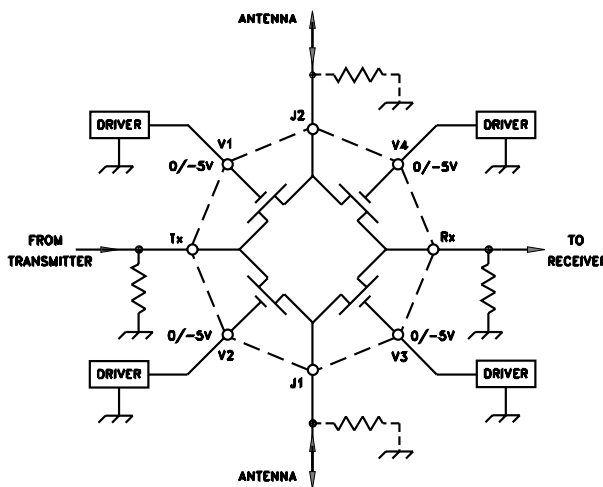 ANTENNA
J2
DRIVER
DRIVER
V1
V4
0/-5V
0/-5V
FROM
TRANSMITTER
Tx
Rx
TO
RECEIVER
0/-5V
0/-5V
V2
V3
DRIVER
DRIVER
J1
ANTENNA